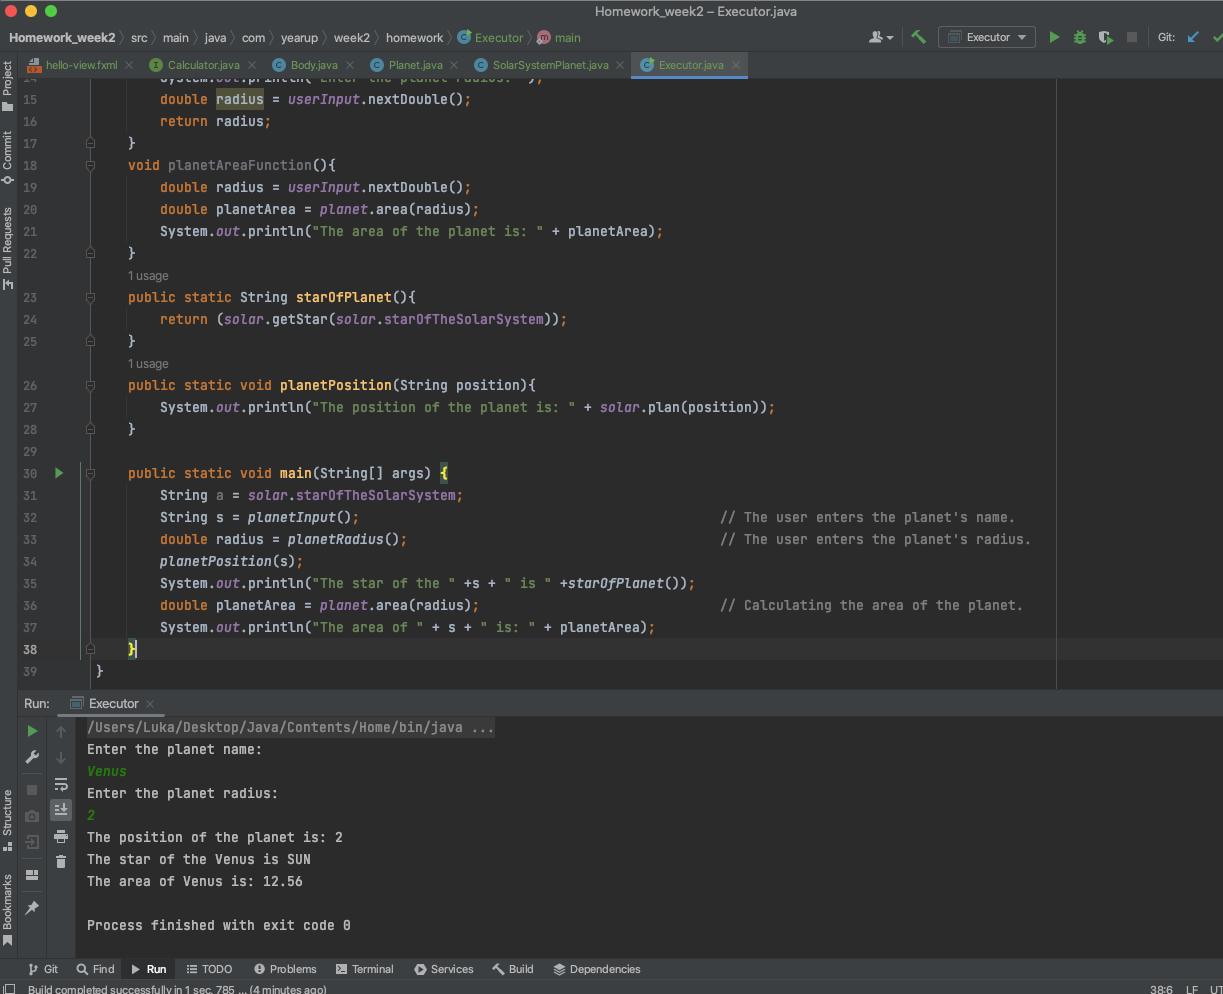 Homework_week2 – Executor.java
Homework_week2 〉 src 〉 main 〉 java 〉 com 〉 yearup 〉 week2 〉 homework 〉 Executor 〉 main
Executor
Git:
hello-view.fxml
Calculator.java
Body.java
Planet.java
SolarSystemPlanet.java
Executor.java
Project
Commit
Pull Requests
Structure
Bookmarks
14 System.out.println("Enter the planet radius: ");
15 double radius = userInput.nextDouble();
16 return radius;
17 }
18 void planetAreaFunction(){
19 double radius = userInput.nextDouble();
20 double planetArea = planet.area(radius);
21 System.out.println("The area of the planet is: " + planetArea);
22 }
1 usage
23 public static String starOfPlanet(){
24 return (solar.getStar(solar.starOfTheSolarSystem));
25 }
1 usage
26 public static void planetPosition(String position){
27 System.out.println("The position of the planet is: " + solar.plan(position));
28 }
29
30 public static void main(String[] args) {
31 String a = solar.starOfTheSolarSystem;
32 String s = planetInput(); // The user enters the planet's name.
33 double radius = planetRadius(); // The user enters the planet's radius.
34 planetPosition(s);
35 System.out.println("The star of the " +s + " is " +starOfPlanet());
36 double planetArea = planet.area(radius); // Calculating the area of the planet.
37 System.out.println("The area of " + s + " is: " + planetArea);
38 }
39 }
Run: Executor
/Users/Luka/Desktop/Java/Contents/Home/bin/java ...
Enter the planet name:
Venus
Enter the planet radius:
2
The position of the planet is: 2
The star of the Venus is SUN
The area of Venus is: 12.56
Process finished with exit code 0
Git Find Run TODO Problems Terminal Services Build Dependencies
Build completed successfully in 1 sec, 785 ... (4 minutes ago)
38:6 LF UT